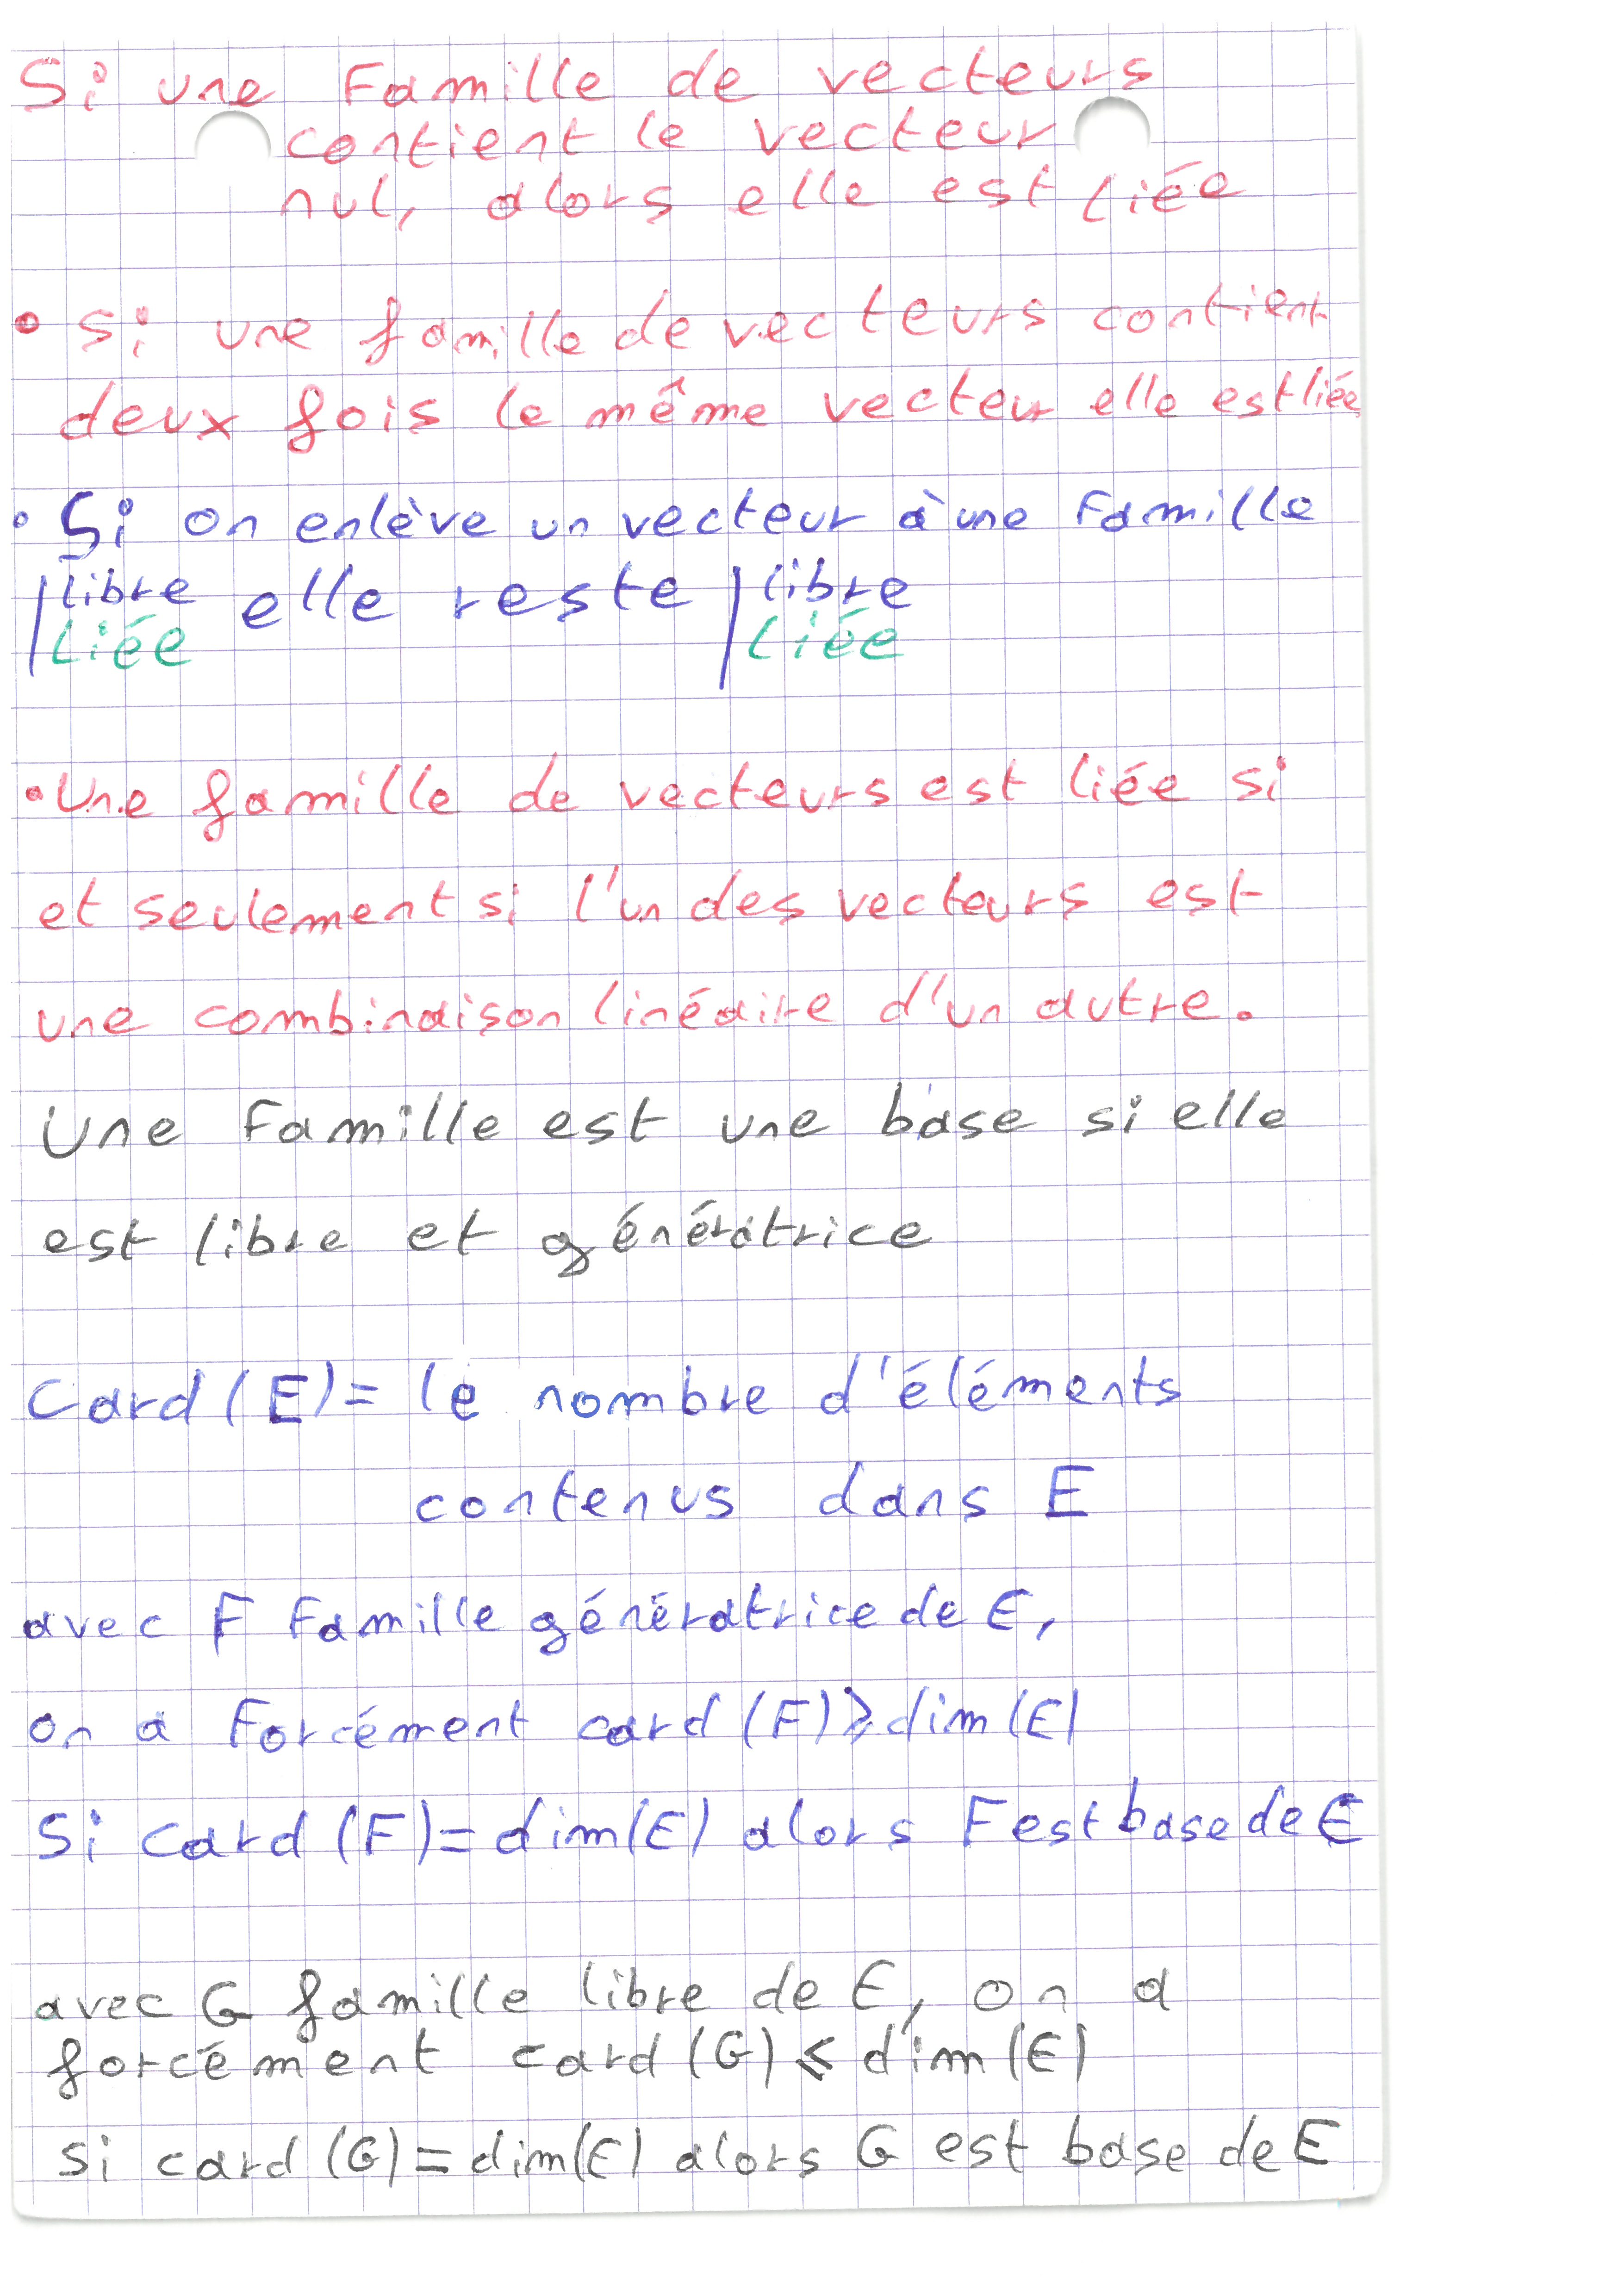 Si une Famille de vecteurs
contient le vecteur
nul, alors elle est liée
• si une famille de vecteurs contient
deux fois le même vecteur elle est liée
• Si on enlève un vecteur à une famille
| libre elle reste | libre
| liée | liée
• Une famille de vecteurs est liée si
et seulement si l'un des vecteurs est
une combinaison linéaire d'un autre.
Une famille est une base si elle
est libre et génératrice
Card(E) = le nombre d'éléments
contenus dans E
avec F famille génératrice de E,
on a forcément card(F) ⩾ dim(E)
Si card(F) = dim(E) alors F est base de E
avec G famille libre de E, on a
forcément card(G) ⩽ dim(E)
si card(G) = dim(E) alors G est base de E